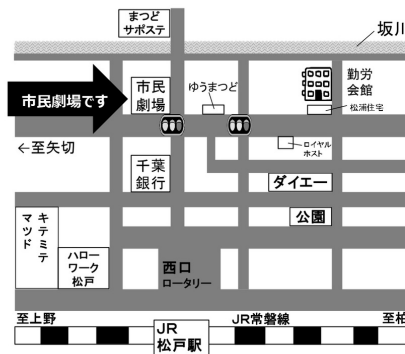 まつど
サポステ
坂川
市民劇場です
市民
劇場
ゆうまつど
勤労
会館
松浦住宅
←至矢切
ロイヤル
ホスト
千葉
銀行
ダイエー
キテミテ
マツド
公園
ハロー
ワーク
松戸
西口
ロータリー
至上野
JR常磐線
至柏
JR
松戸駅